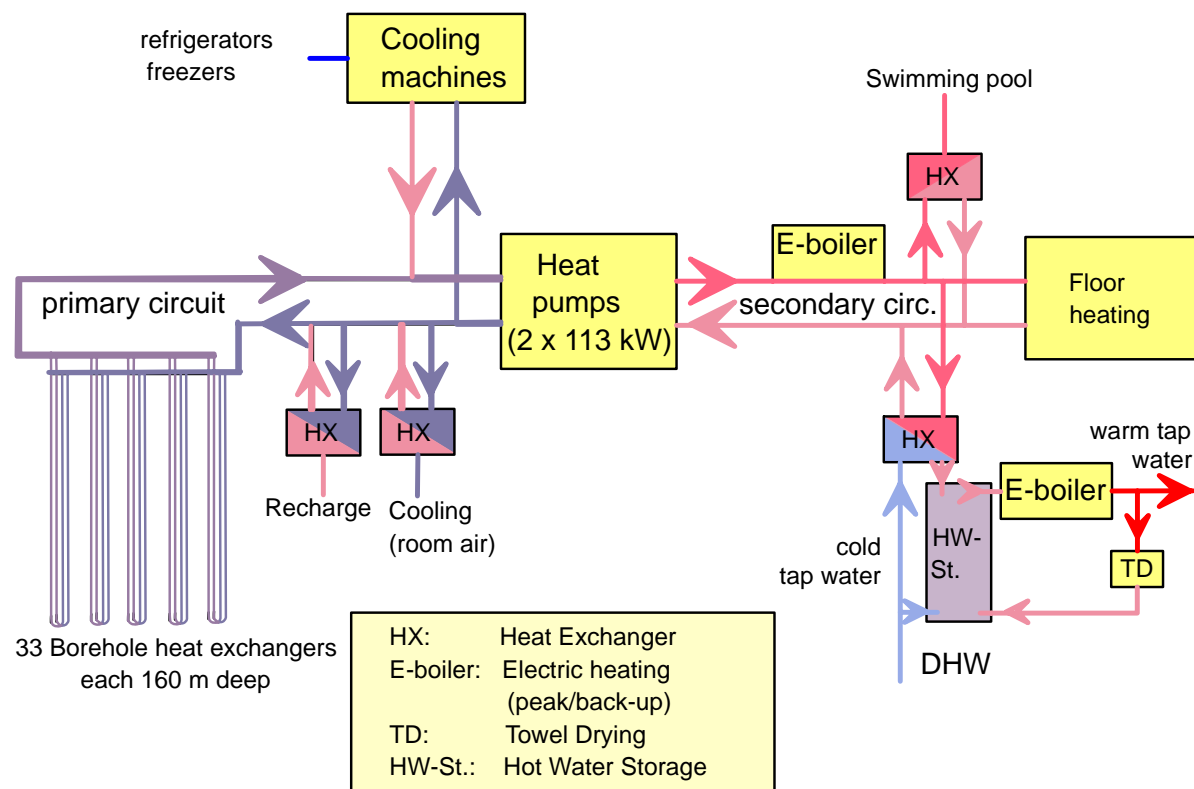 refrigerators
freezers
Cooling
machines
Swimming pool
HX
E-boiler
Heat
pumps
(2 x 113 kW)
primary circuit
secondary circ.
Floor
heating
HX
HX
HX
Recharge
Cooling
(room air)
warm tap
water
E-boiler
HW-
St.
cold
tap water
TD
33 Borehole heat exchangers
each 160 m deep
DHW
HX: Heat Exchanger
E-boiler: Electric heating
(peak/back-up)
TD: Towel Drying
HW-St.: Hot Water Storage